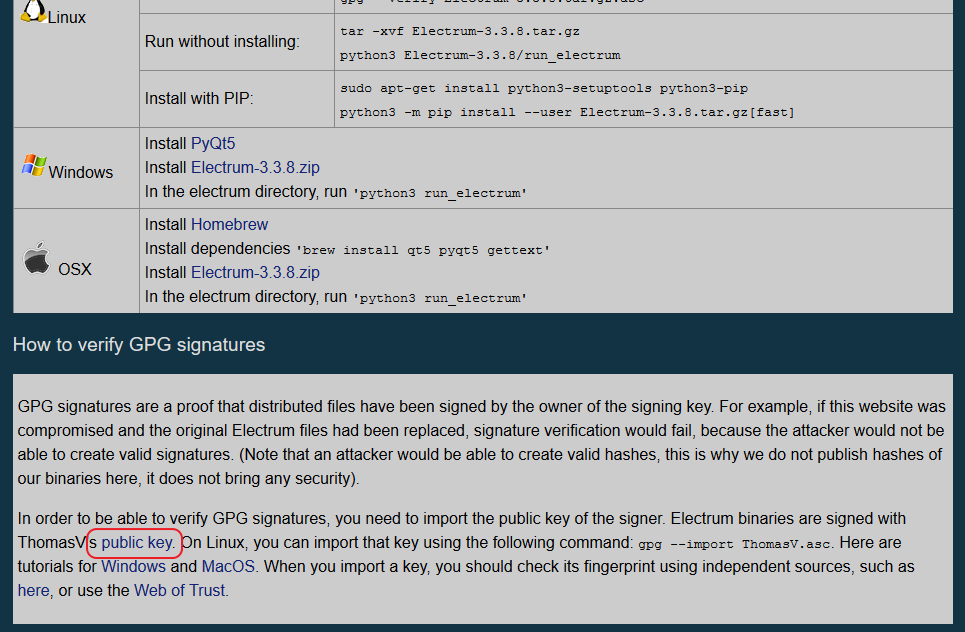 Linux
Run without installing:
tar -xvf Electrum-3.3.8.tar.gz
python3 Electrum-3.3.8/run_electrum
Install with PIP:
sudo apt-get install python3-setuptools python3-pip
python3 -m pip install --user Electrum-3.3.8.tar.gz[fast]
Windows
Install PyQt5
Install Electrum-3.3.8.zip
In the electrum directory, run 'python3 run_electrum'
OSX
Install Homebrew
Install dependencies 'brew install qt5 pyqt5 gettext'
Install Electrum-3.3.8.zip
In the electrum directory, run 'python3 run_electrum'
How to verify GPG signatures
GPG signatures are a proof that distributed files have been signed by the owner of the signing key. For example, if this website was
compromised and the original Electrum files had been replaced, signature verification would fail, because the attacker would not be
able to create valid signatures. (Note that an attacker would be able to create valid hashes, this is why we do not publish hashes of
our binaries here, it does not bring any security).
In order to be able to verify GPG signatures, you need to import the public key of the signer. Electrum binaries are signed with
ThomasV's public key. On Linux, you can import that key using the following command: gpg --import ThomasV.asc. Here are
tutorials for Windows and MacOS. When you import a key, you should check its fingerprint using independent sources, such as
here, or use the Web of Trust.